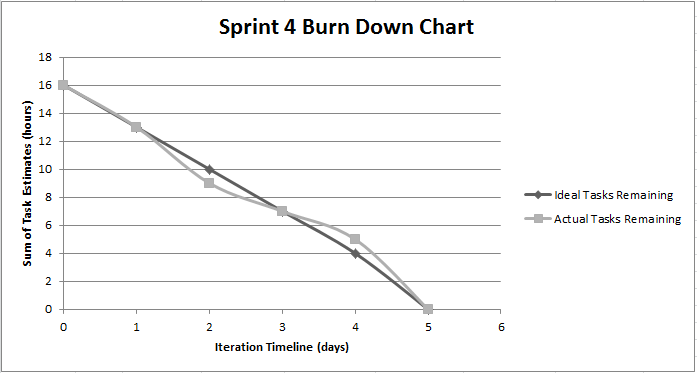 Sprint 4 Burn Down Chart
18
16
14
12
10
8
6
4
2
0
Sum of Task Estimates (hours)
0 1 2 3 4 5 6
Iteration Timeline (days)
Ideal Tasks Remaining
Actual Tasks Remaining